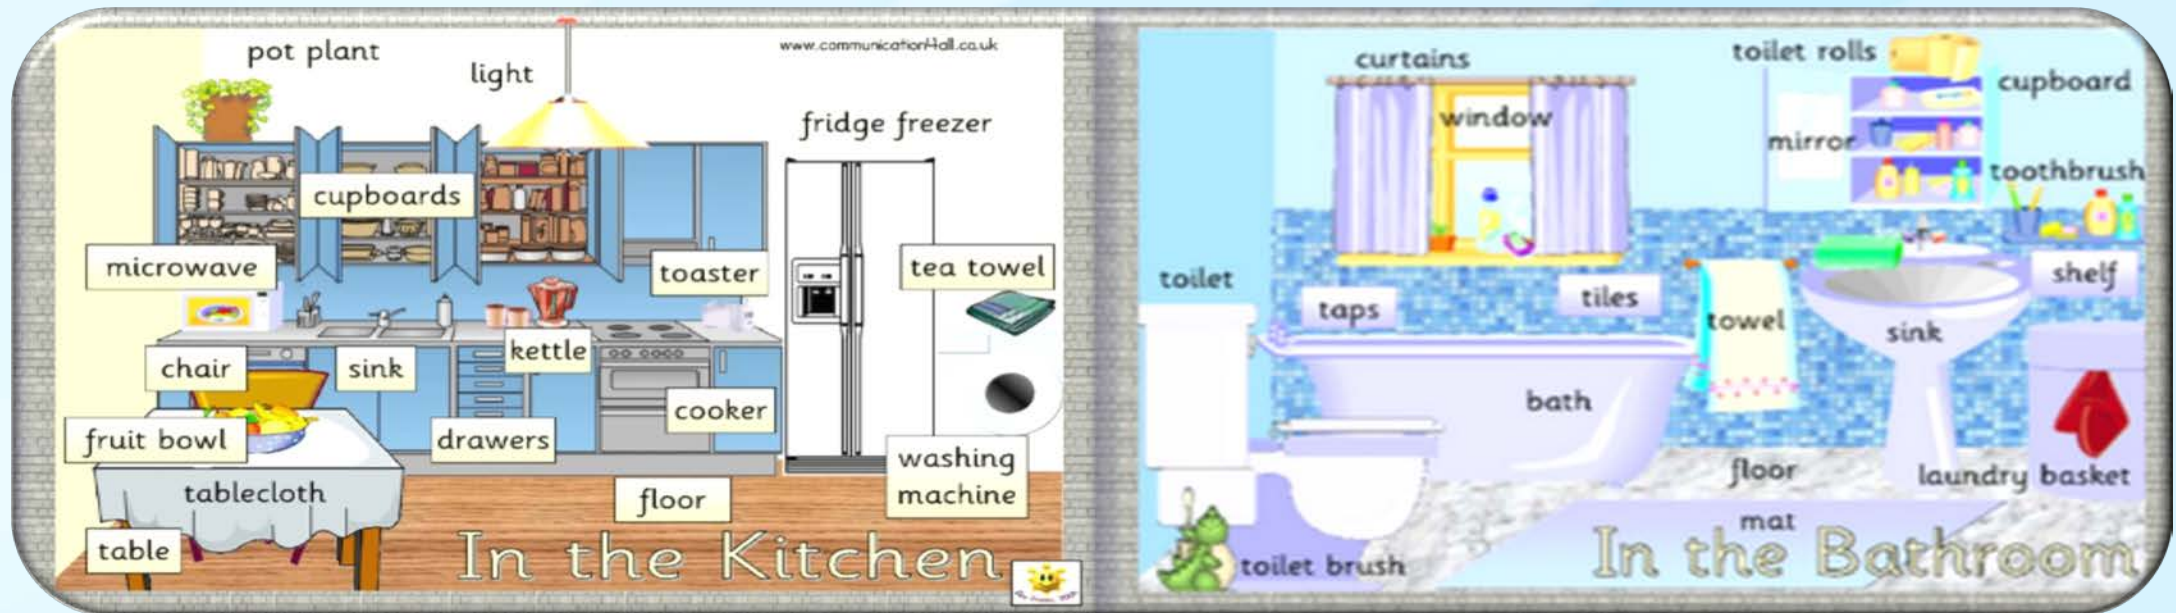 pot plant
light
www.communication4all.co.uk
fridge freezer
cupboards
microwave
toaster
tea towel
chair
sink
kettle
cooker
fruit bowl
drawers
washing
machine
tablecloth
floor
table
In the Kitchen
curtains
toilet rolls
cupboard
window
mirror
toothbrush
toilet
taps
tiles
towel
sink
shelf
bath
floor
laundry basket
mat
toilet brush
In the Bathroom